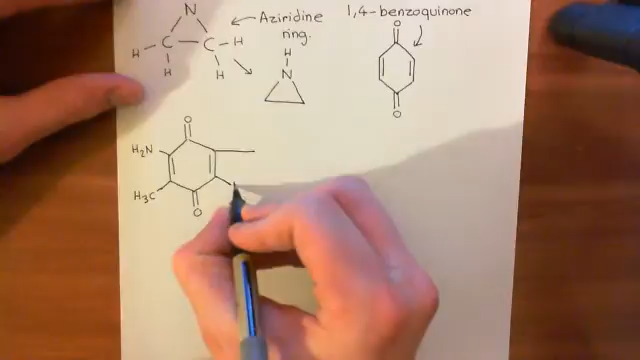 N
Aziridine
ring.
1,4-benzoquinone
H - C - C - H
H H
H
N
O
O
O
H₂N
H₃C
O